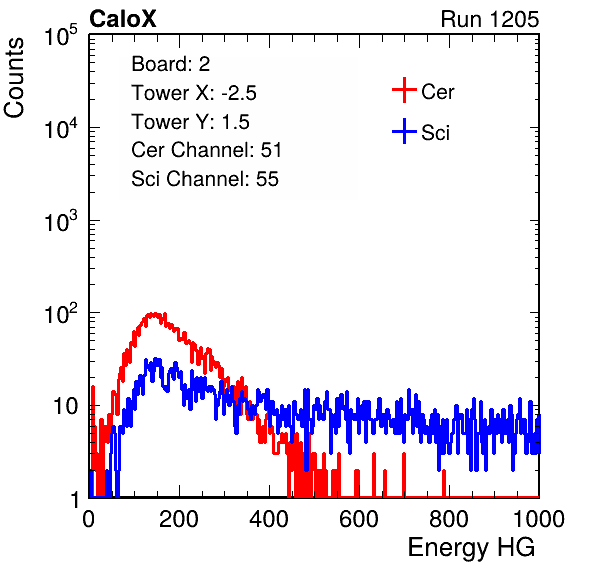 CaloX Run 1205
Counts
Board: 2
Tower X: -2.5
Tower Y: 1.5
Cer Channel: 51
Sci Channel: 55
Cer
Sci
10^5
10^4
10^3
10^2
10
1
0 200 400 600 800 1000
Energy HG